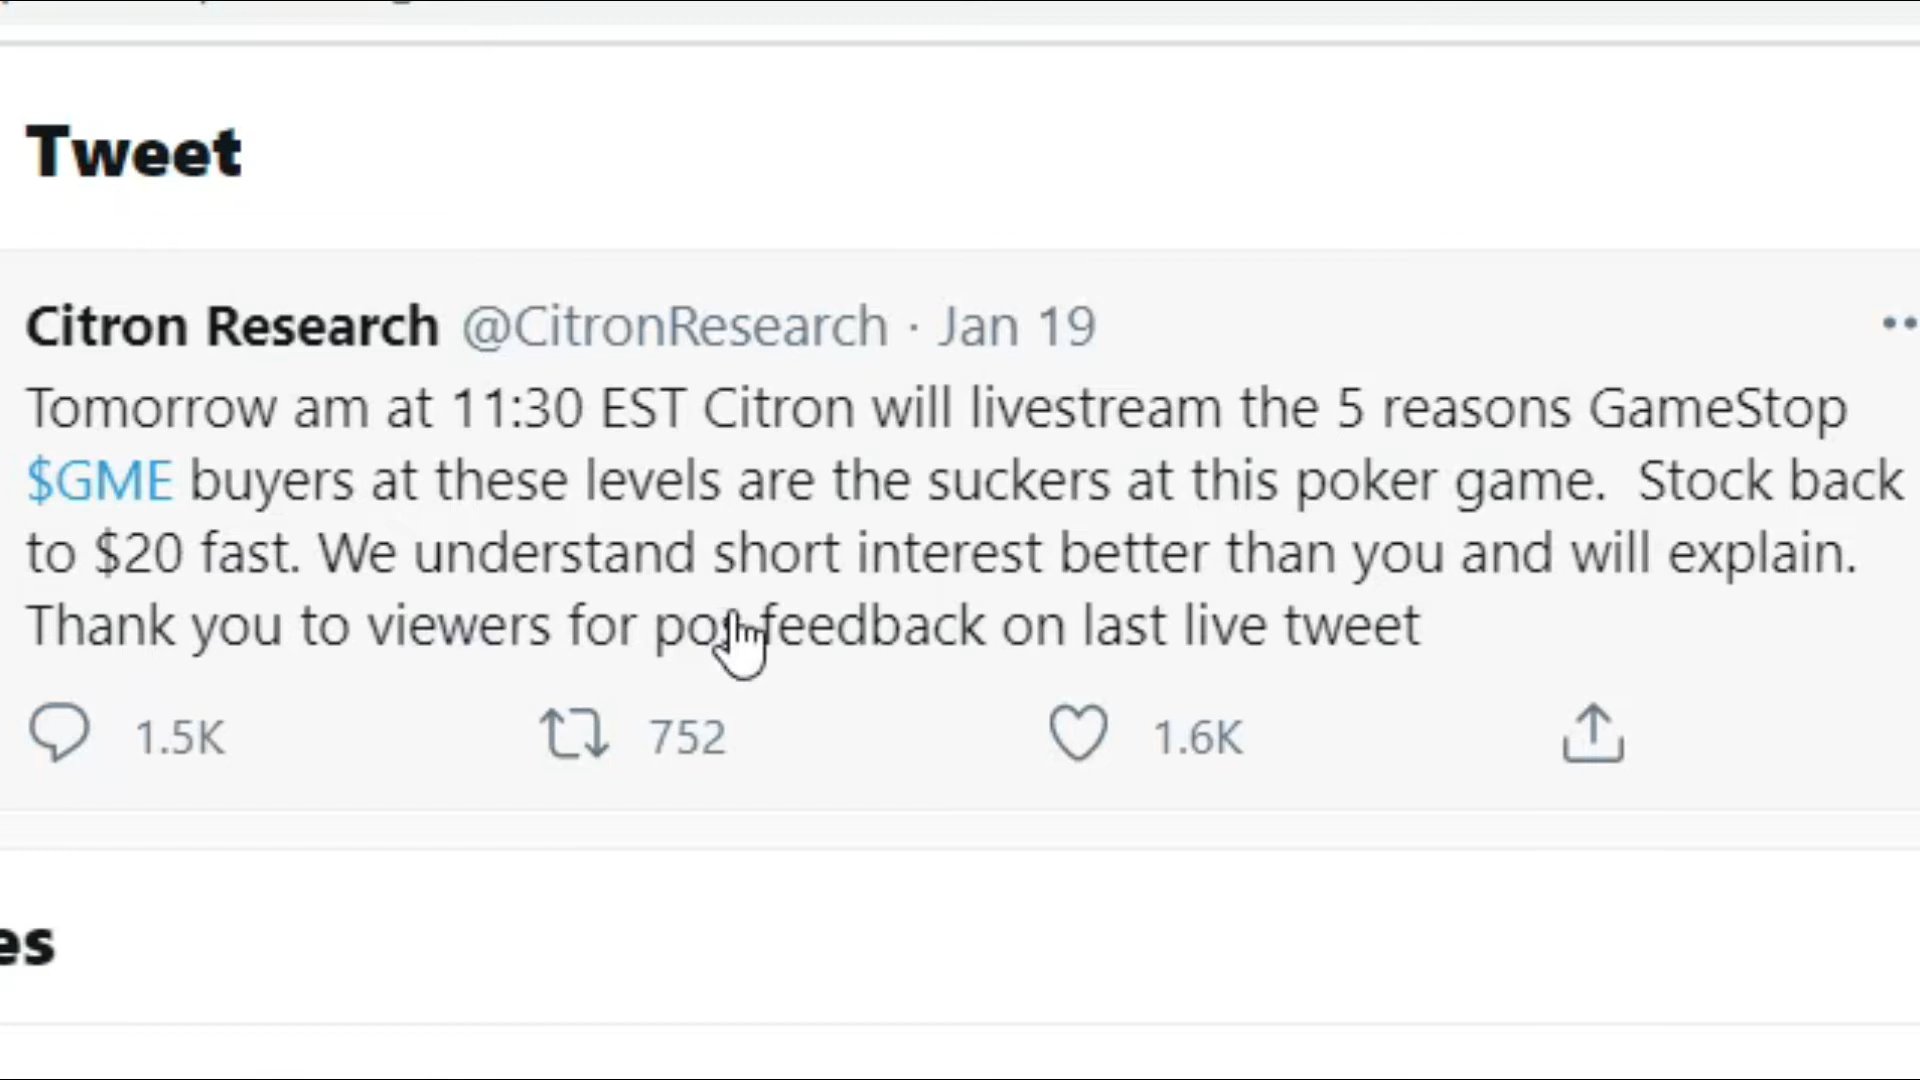 Tweet
Citron Research @CitronResearch · Jan 19
Tomorrow am at 11:30 EST Citron will livestream the 5 reasons GameStop
$GME buyers at these levels are the suckers at this poker game.  Stock back
to $20 fast. We understand short interest better than you and will explain.
Thank you to viewers for pos feedback on last live tweet
1.5K 752 1.6K
es